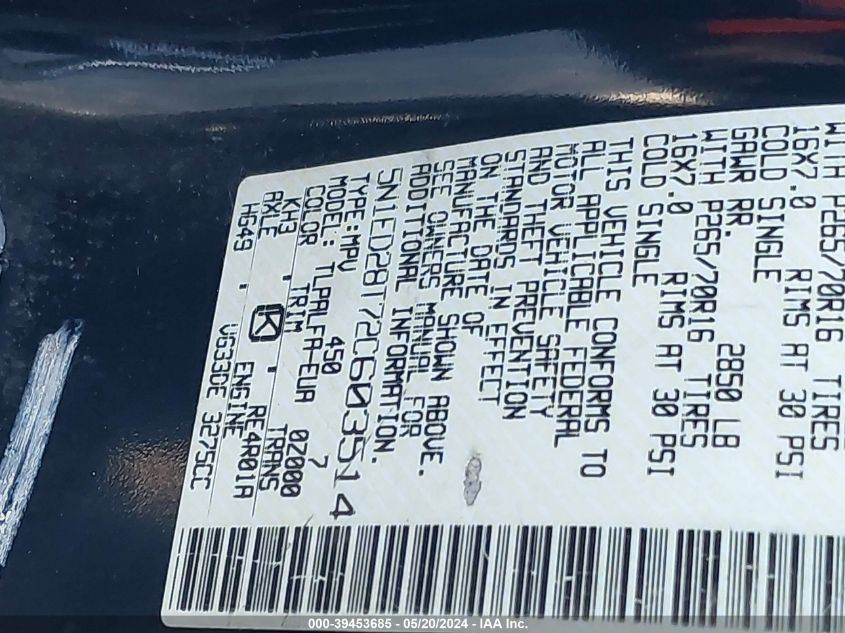 WITH P265/70R16 TIRES
16X7.0 RIMS AT 30 PSI
COLD SINGLE
GAWR RR. 2850 LB
WITH P265/70R16 TIRES
16X7.0 RIMS AT 30 PSI
COLD SINGLE
THIS VEHICLE CONFORMS TO
ALL APPLICABLE FEDERAL
MOTOR VEHICLE SAFETY
AND THEFT PREVENTION
STANDARDS IN EFFECT
ON THE DATE OF
MANUFACTURE SHOWN ABOVE.
SEE OWNERS MANUAL FOR
ADDITIONAL INFORMATION.
5N1ED28T72C603514
TYPE:MPV 450 7
MODEL: TLPALFA-EUA 0Z000
COLOR TRIM TRANS
KH3 K RE4R01A
AXLE ENGINE
HG49 VG33DE 3275CC
000-39453685 - 05/20/2024 - IAA Inc.